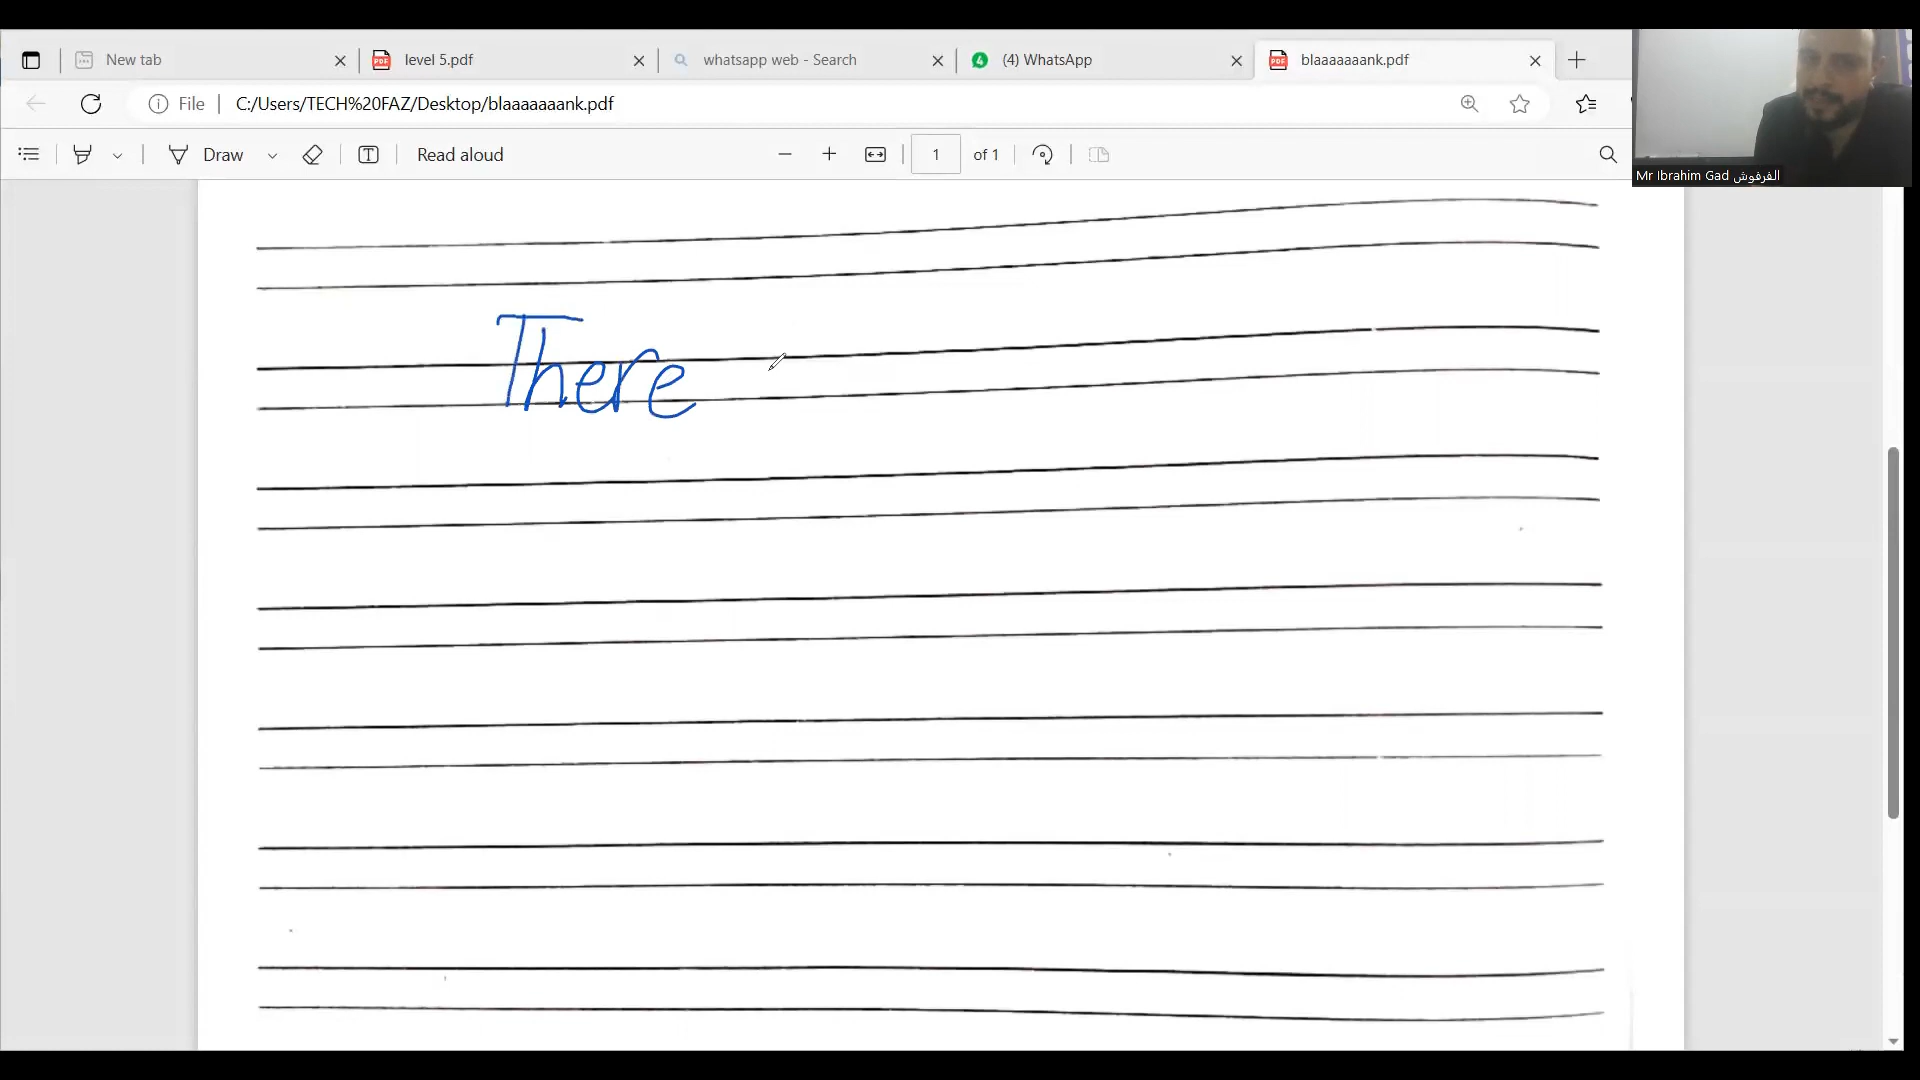 New tab
level 5.pdf
whatsapp web - Search
(4) WhatsApp
blaaaaaaank.pdf
File
C:/Users/TECH%20FAZ/Desktop/blaaaaaaank.pdf
Draw
Read aloud
1
of 1
Mr Ibrahim Gad الفرفوش
There